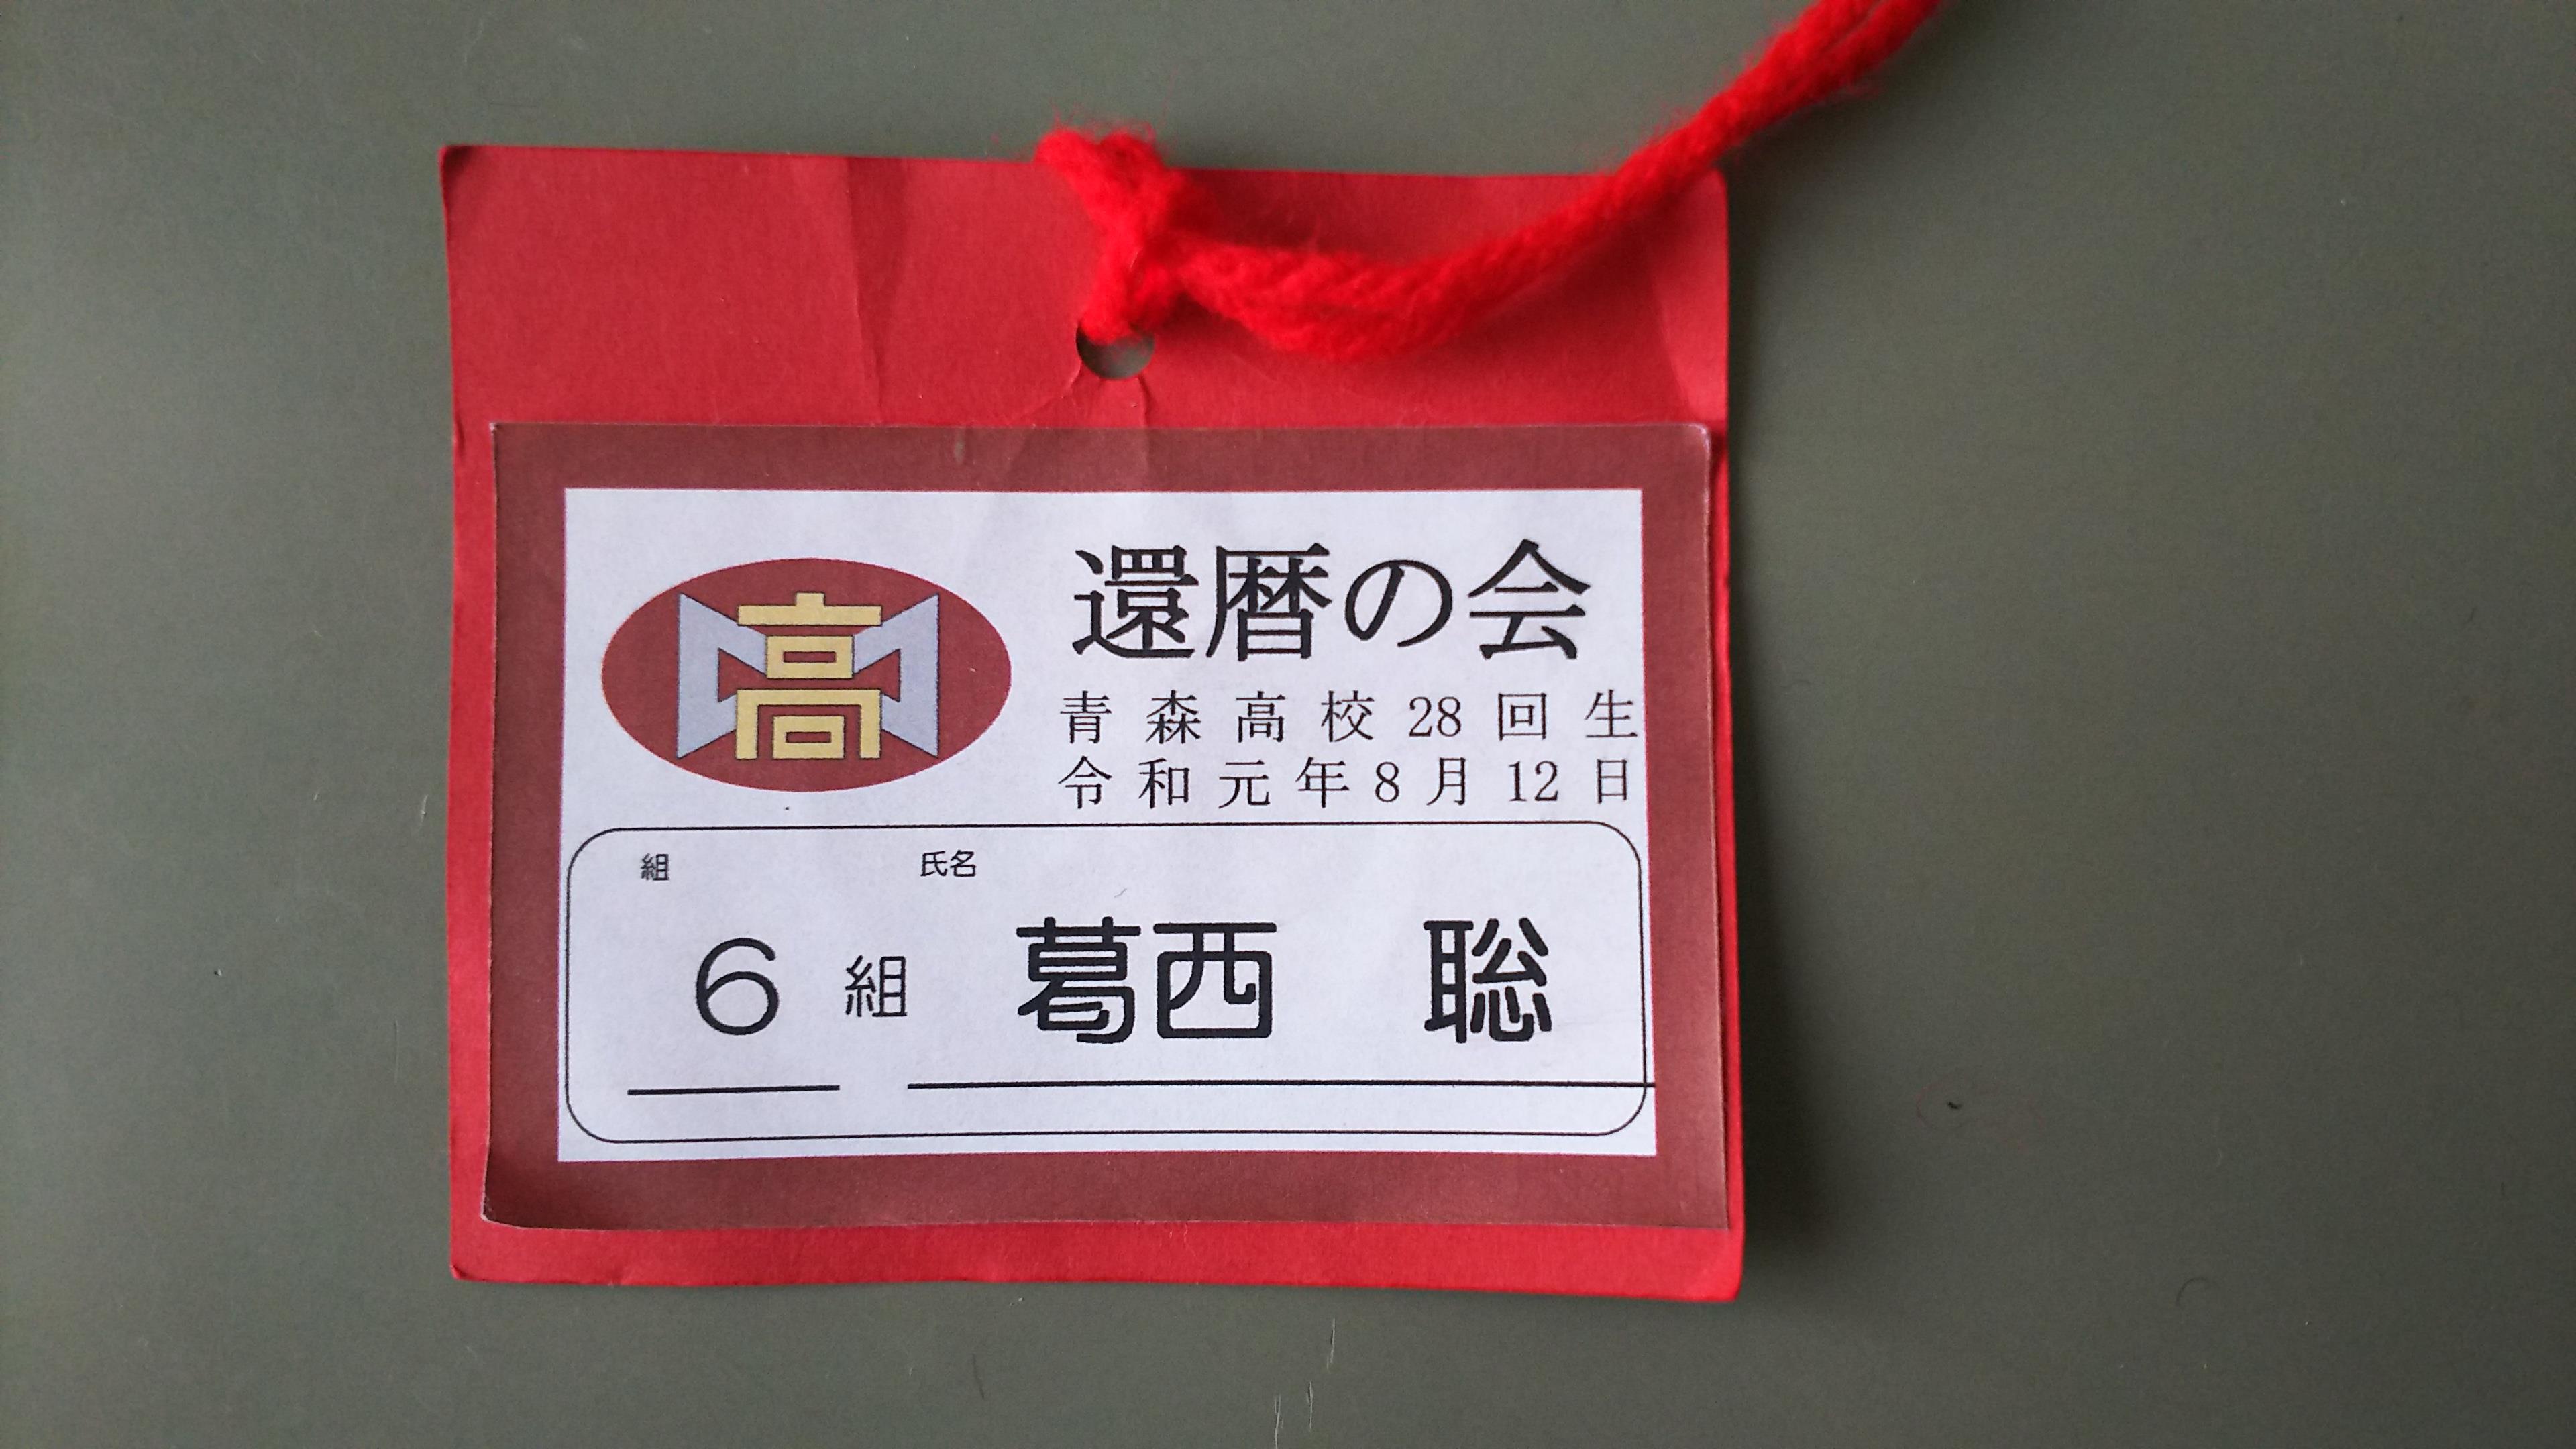 高
還暦の会
青森高校28回生
令和元年8月12日
組 氏名
6組 葛西 聡